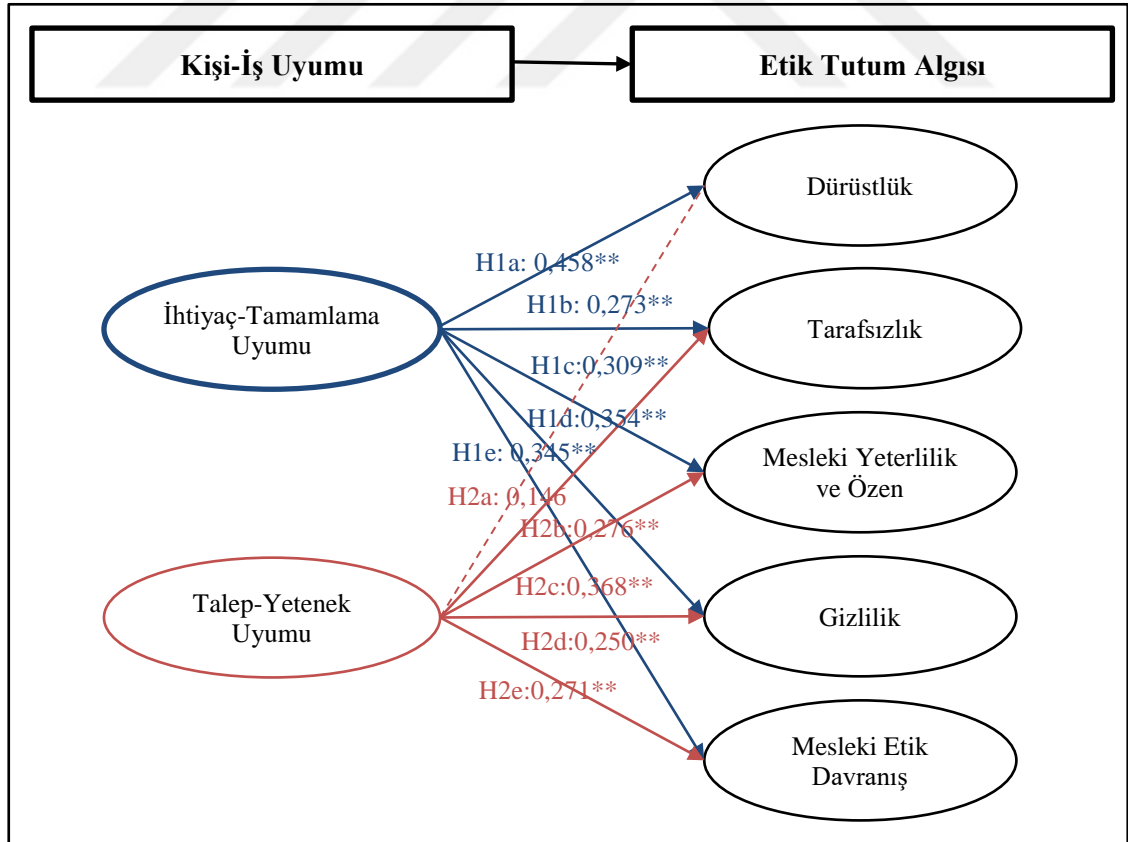 Kişi-İş Uyumu
Etik Tutum Algısı
Dürüstlük
H1a: 0,458**
H1b: 0,273**
İhtiyaç-Tamamlama
Uyumu
Tarafsızlık
H1c:0,309**
H1d:0,354**
H1e: 0,345**
Mesleki Yeterlilik
ve Özen
H2a: 0,146
H2b:0,276**
H2c:0,368**
Talep-Yetenek
Uyumu
Gizlilik
H2d:0,250**
H2e:0,271**
Mesleki Etik
Davranış